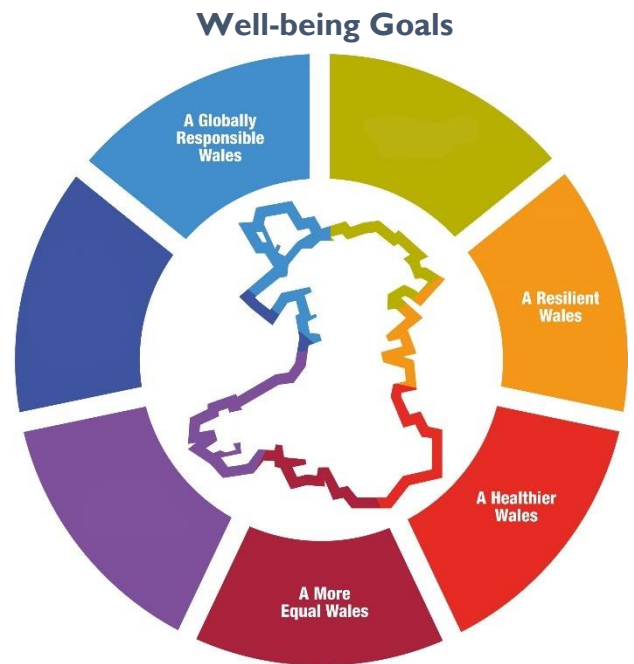 Well-being Goals
A Globally
Responsible
Wales
A Resilient
Wales
A Healthier
Wales
A More
Equal Wales